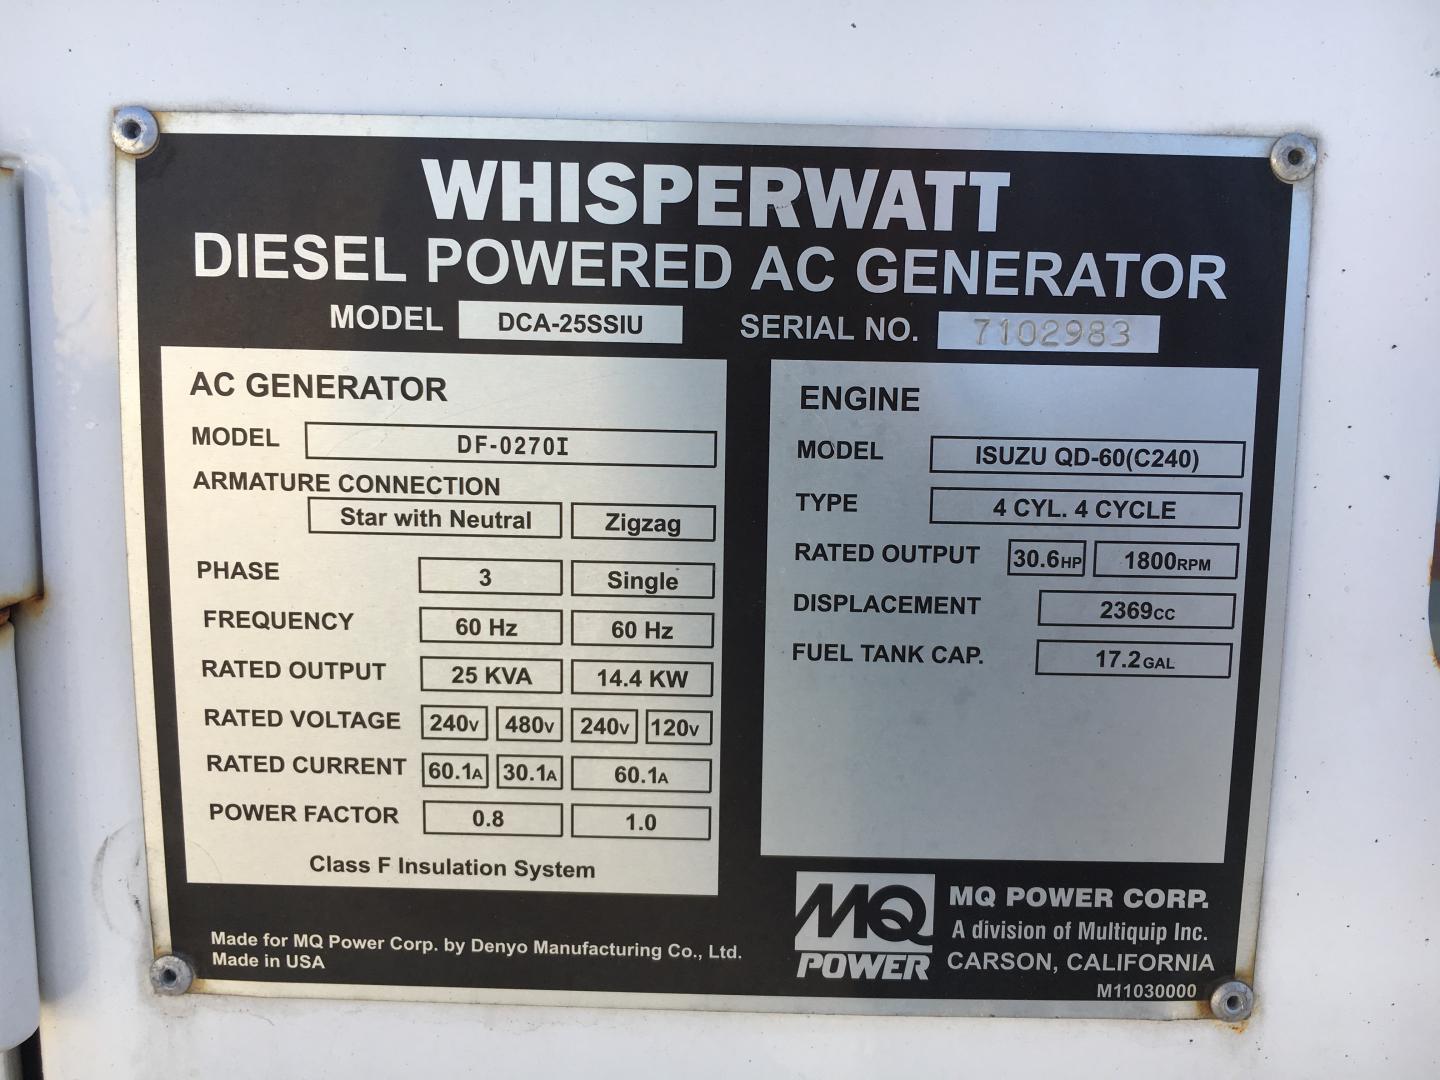 WHISPERWATT
DIESEL POWERED AC GENERATOR
MODEL DCA-25SSIU SERIAL NO. 7102983
AC GENERATOR
MODEL DF-0270I
ARMATURE CONNECTION
Star with Neutral Zigzag
PHASE 3 Single
FREQUENCY 60 Hz 60 Hz
RATED OUTPUT 25 KVA 14.4 KW
RATED VOLTAGE 240V 480V 240V 120V
RATED CURRENT 60.1A 30.1A 60.1A
POWER FACTOR 0.8 1.0
Class F Insulation System
ENGINE
MODEL ISUZU QD-60(C240)
TYPE 4 CYL. 4 CYCLE
RATED OUTPUT 30.6HP 1800RPM
DISPLACEMENT 2369CC
FUEL TANK CAP. 17.2GAL
Made for MQ Power Corp. by Denyo Manufacturing Co., Ltd.
Made in USA
MQ
POWER
MQ POWER CORP.
A division of Multiquip Inc.
CARSON, CALIFORNIA
M11030000